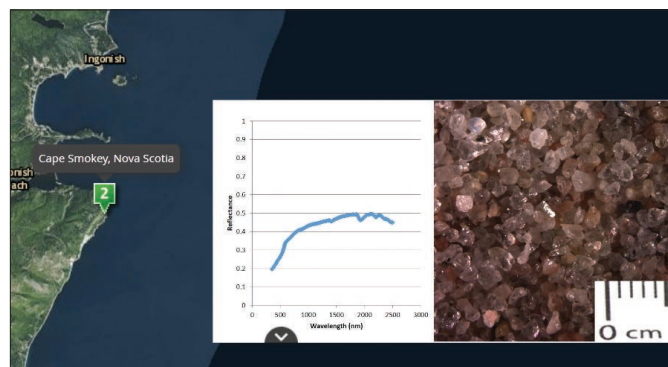 Ingonish
Cape Smokey, Nova Scotia
onish
ach
2
1
0.9
0.8
0.7
0.6
0.5
0.4
0.3
0.2
0.1
0
Reflectance
0 500 1000 1500 2000 2500 3000
Wavelength (nm)
0 cm